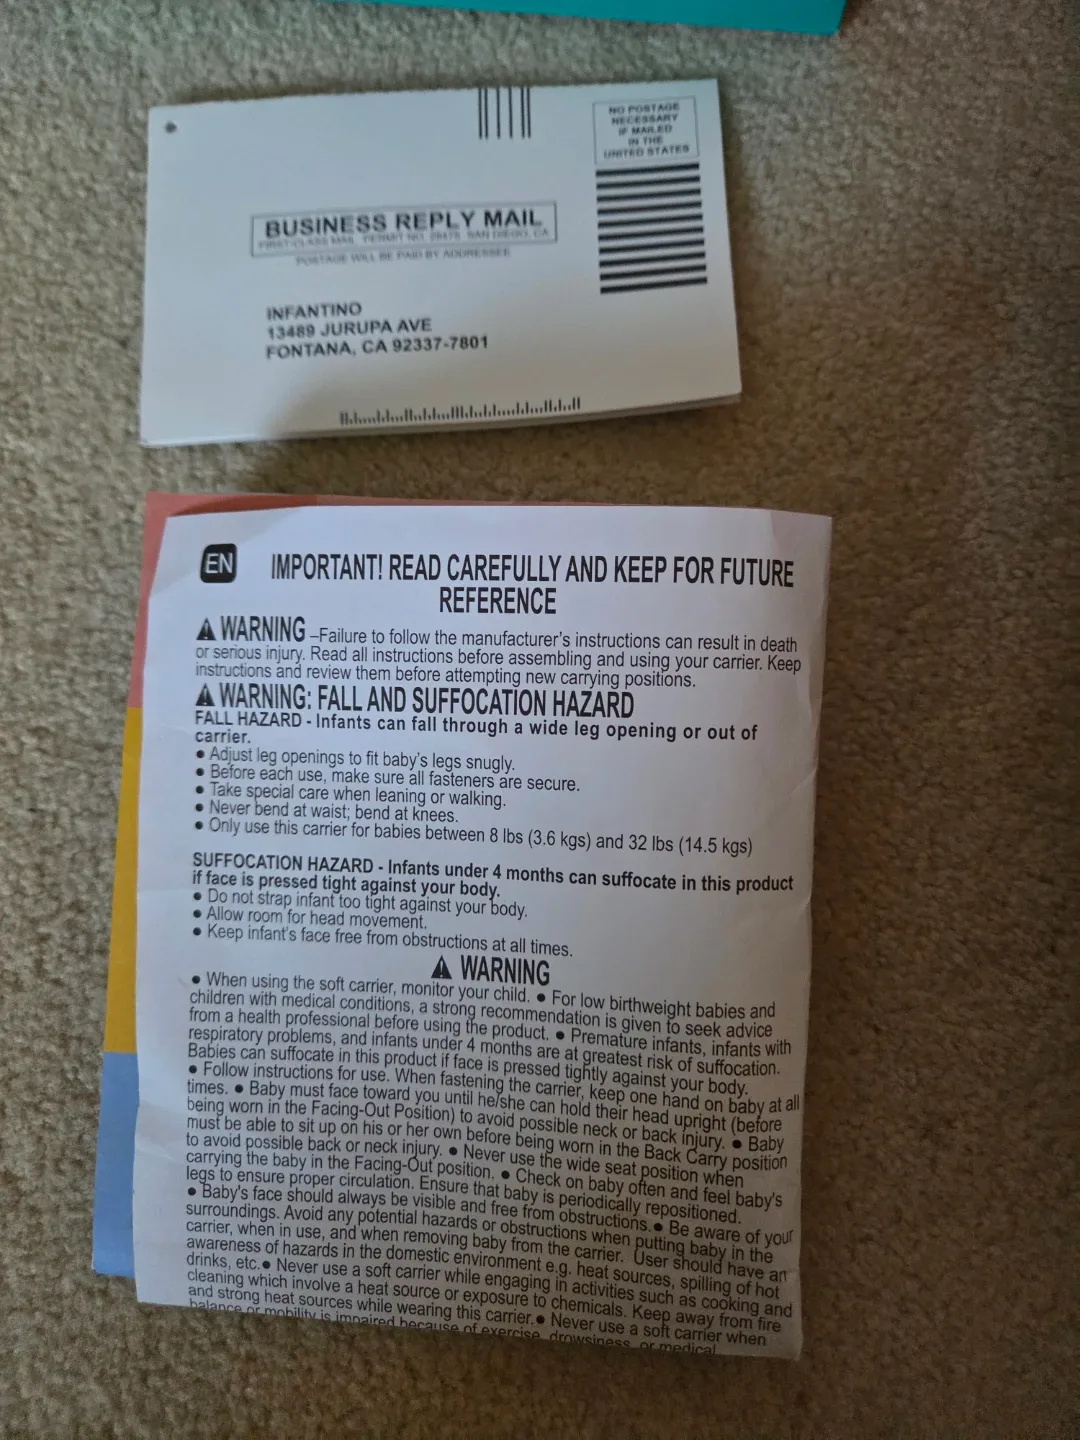 NO POSTAGE
NECESSARY
IF MAILED
IN THE
UNITED STATES
BUSINESS REPLY MAIL
FIRST-CLASS MAIL PERMIT NO. SAN DIEGO, CA
POSTAGE WILL BE PAID BY ADDRESSEE
INFANTINO
13489 JURUPA AVE
FONTANA, CA 92337-7801
EN
IMPORTANT! READ CAREFULLY AND KEEP FOR FUTURE
REFERENCE
WARNING –Failure to follow the manufacturer's instructions can result in death
or serious injury. Read all instructions before assembling and using your carrier. Keep
instructions and review them before attempting new carrying positions.
WARNING: FALL AND SUFFOCATION HAZARD
FALL HAZARD - Infants can fall through a wide leg opening or out of
carrier.
• Adjust leg openings to fit baby's legs snugly.
• Before each use, make sure all fasteners are secure.
• Take special care when leaning or walking.
• Never bend at waist; bend at knees.
• Only use this carrier for babies between 8 lbs (3.6 kgs) and 32 lbs (14.5 kgs)
SUFFOCATION HAZARD - Infants under 4 months can suffocate in this product
if face is pressed tight against your body.
• Do not strap infant too tight against your body.
• Allow room for head movement.
• Keep infant's face free from obstructions at all times.
WARNING
• When using the soft carrier, monitor your child. • For low birthweight babies and
children with medical conditions, a strong recommendation is given to seek advice
from a health professional before using the product. • Premature infants, infants with
respiratory problems, and infants under 4 months are at greatest risk of suffocation.
Babies can suffocate in this product if face is pressed tightly against your body.
• Follow instructions for use. When fastening the carrier, keep one hand on baby at all
times. • Baby must face toward you until he/she can hold their head upright (before
being worn in the Facing-Out Position) to avoid possible neck or back injury. • Baby
must be able to sit up on his or her own before being worn in the Back Carry position
to avoid possible back or neck injury. • Never use the wide seat position when
carrying the baby in the Facing-Out position. • Check on baby often and feel baby's
legs to ensure proper circulation. Ensure that baby is periodically repositioned.
• Baby's face should always be visible and free from obstructions. • Be aware of your
surroundings. Avoid any potential hazards or obstructions when putting baby in the
carrier, when in use, and when removing baby from the carrier. User should have an
awareness of hazards in the domestic environment e.g. heat sources, spilling of hot
drinks, etc. • Never use a soft carrier while engaging in activities such as cooking and
cleaning which involve a heat source or exposure to chemicals. Keep away from fire
and strong heat sources while wearing this carrier. • Never use a soft carrier when
balance or mobility is impaired because of exercise, drowsiness, or medical